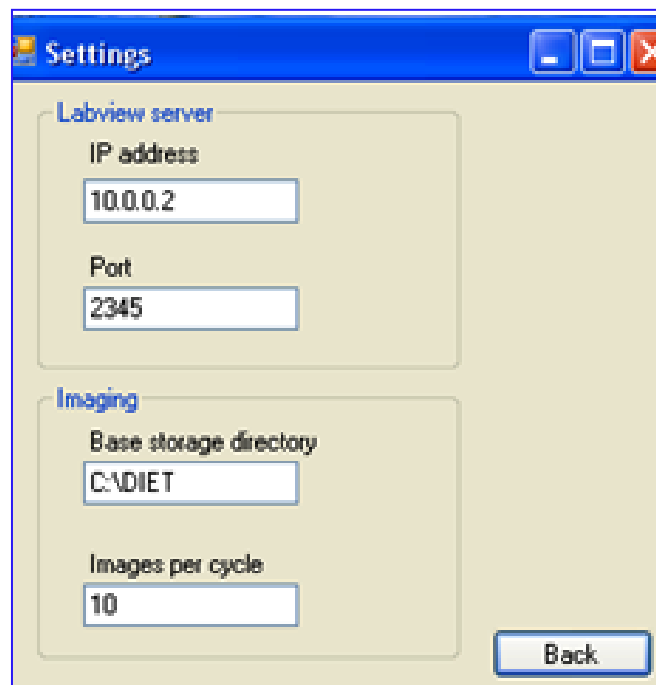 Settings
Labview server
IP address
10.0.0.2
Port
2345
Imaging
Base storage directory
C:\DIET
Images per cycle
10
Back